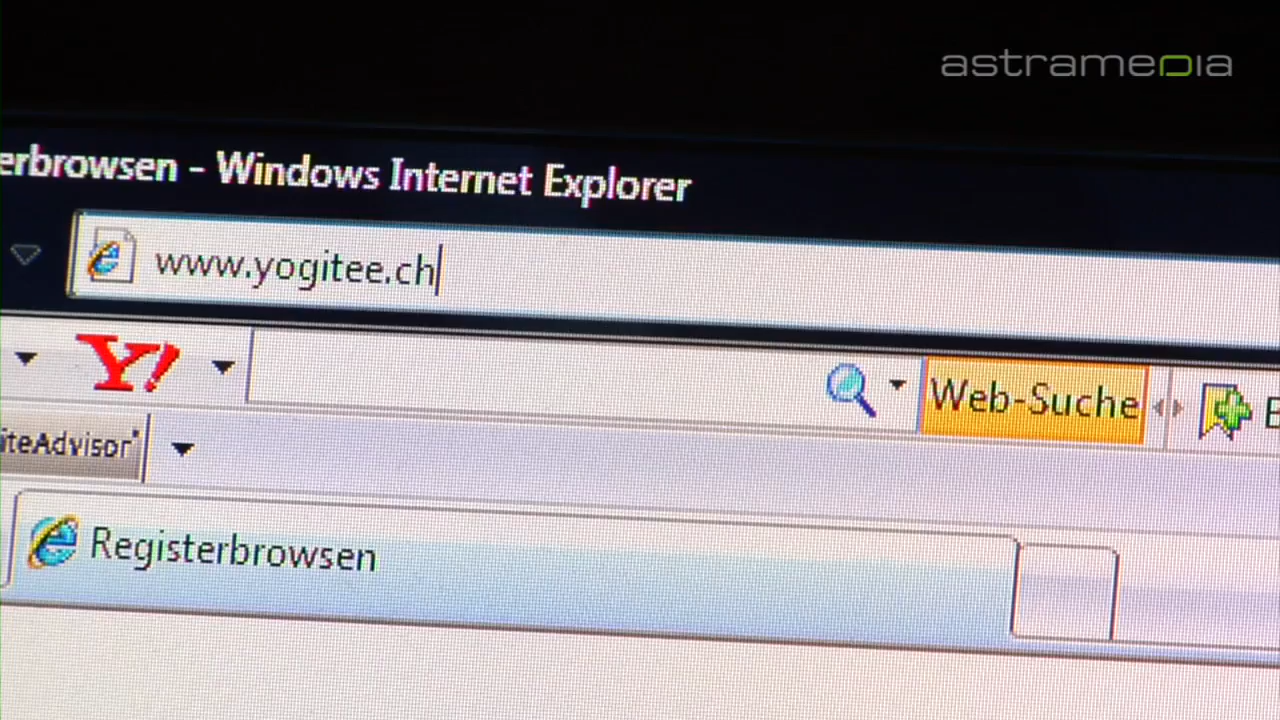 astramedia
erbrowsen - Windows Internet Explorer
www.yogitee.ch
Y! Web-Suche
iteAdvisor
Registerbrowsen